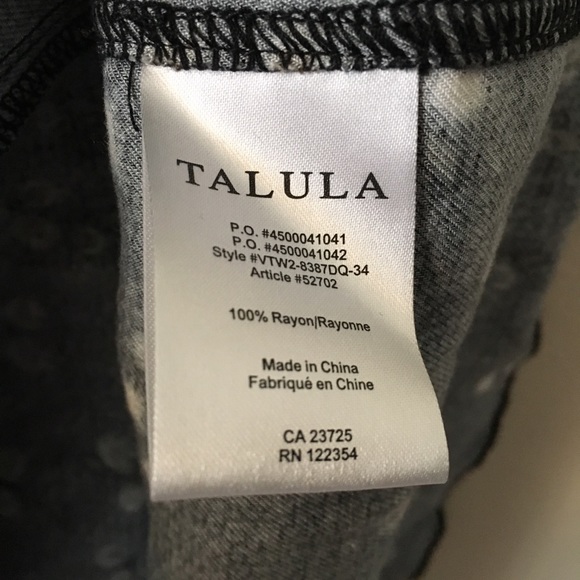 TALULA
P.O. #4500041041
P.O. #4500041042
Style #VTW2-8387DQ-34
Article #52702
100% Rayon/Rayonne
Made in China
Fabriqué en Chine
CA 23725
RN 122354